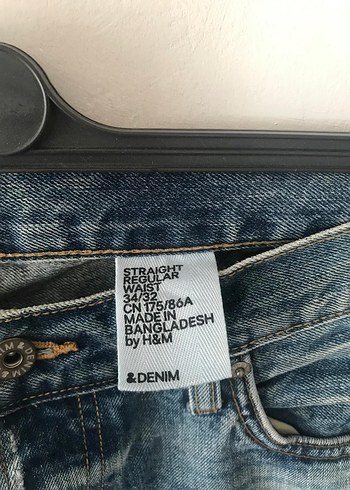 STRAIGHT
REGULAR
WAIST
34/32
CN 175/86A
MADE IN
BANGLADESH
by H&M
&DENIM